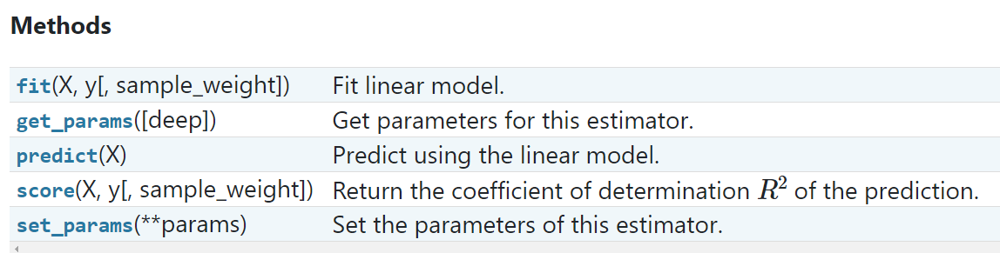 Methods
fit(X, y[, sample_weight]) Fit linear model.
get_params([deep]) Get parameters for this estimator.
predict(X) Predict using the linear model.
score(X, y[, sample_weight]) Return the coefficient of determination R² of the prediction.
set_params(**params) Set the parameters of this estimator.